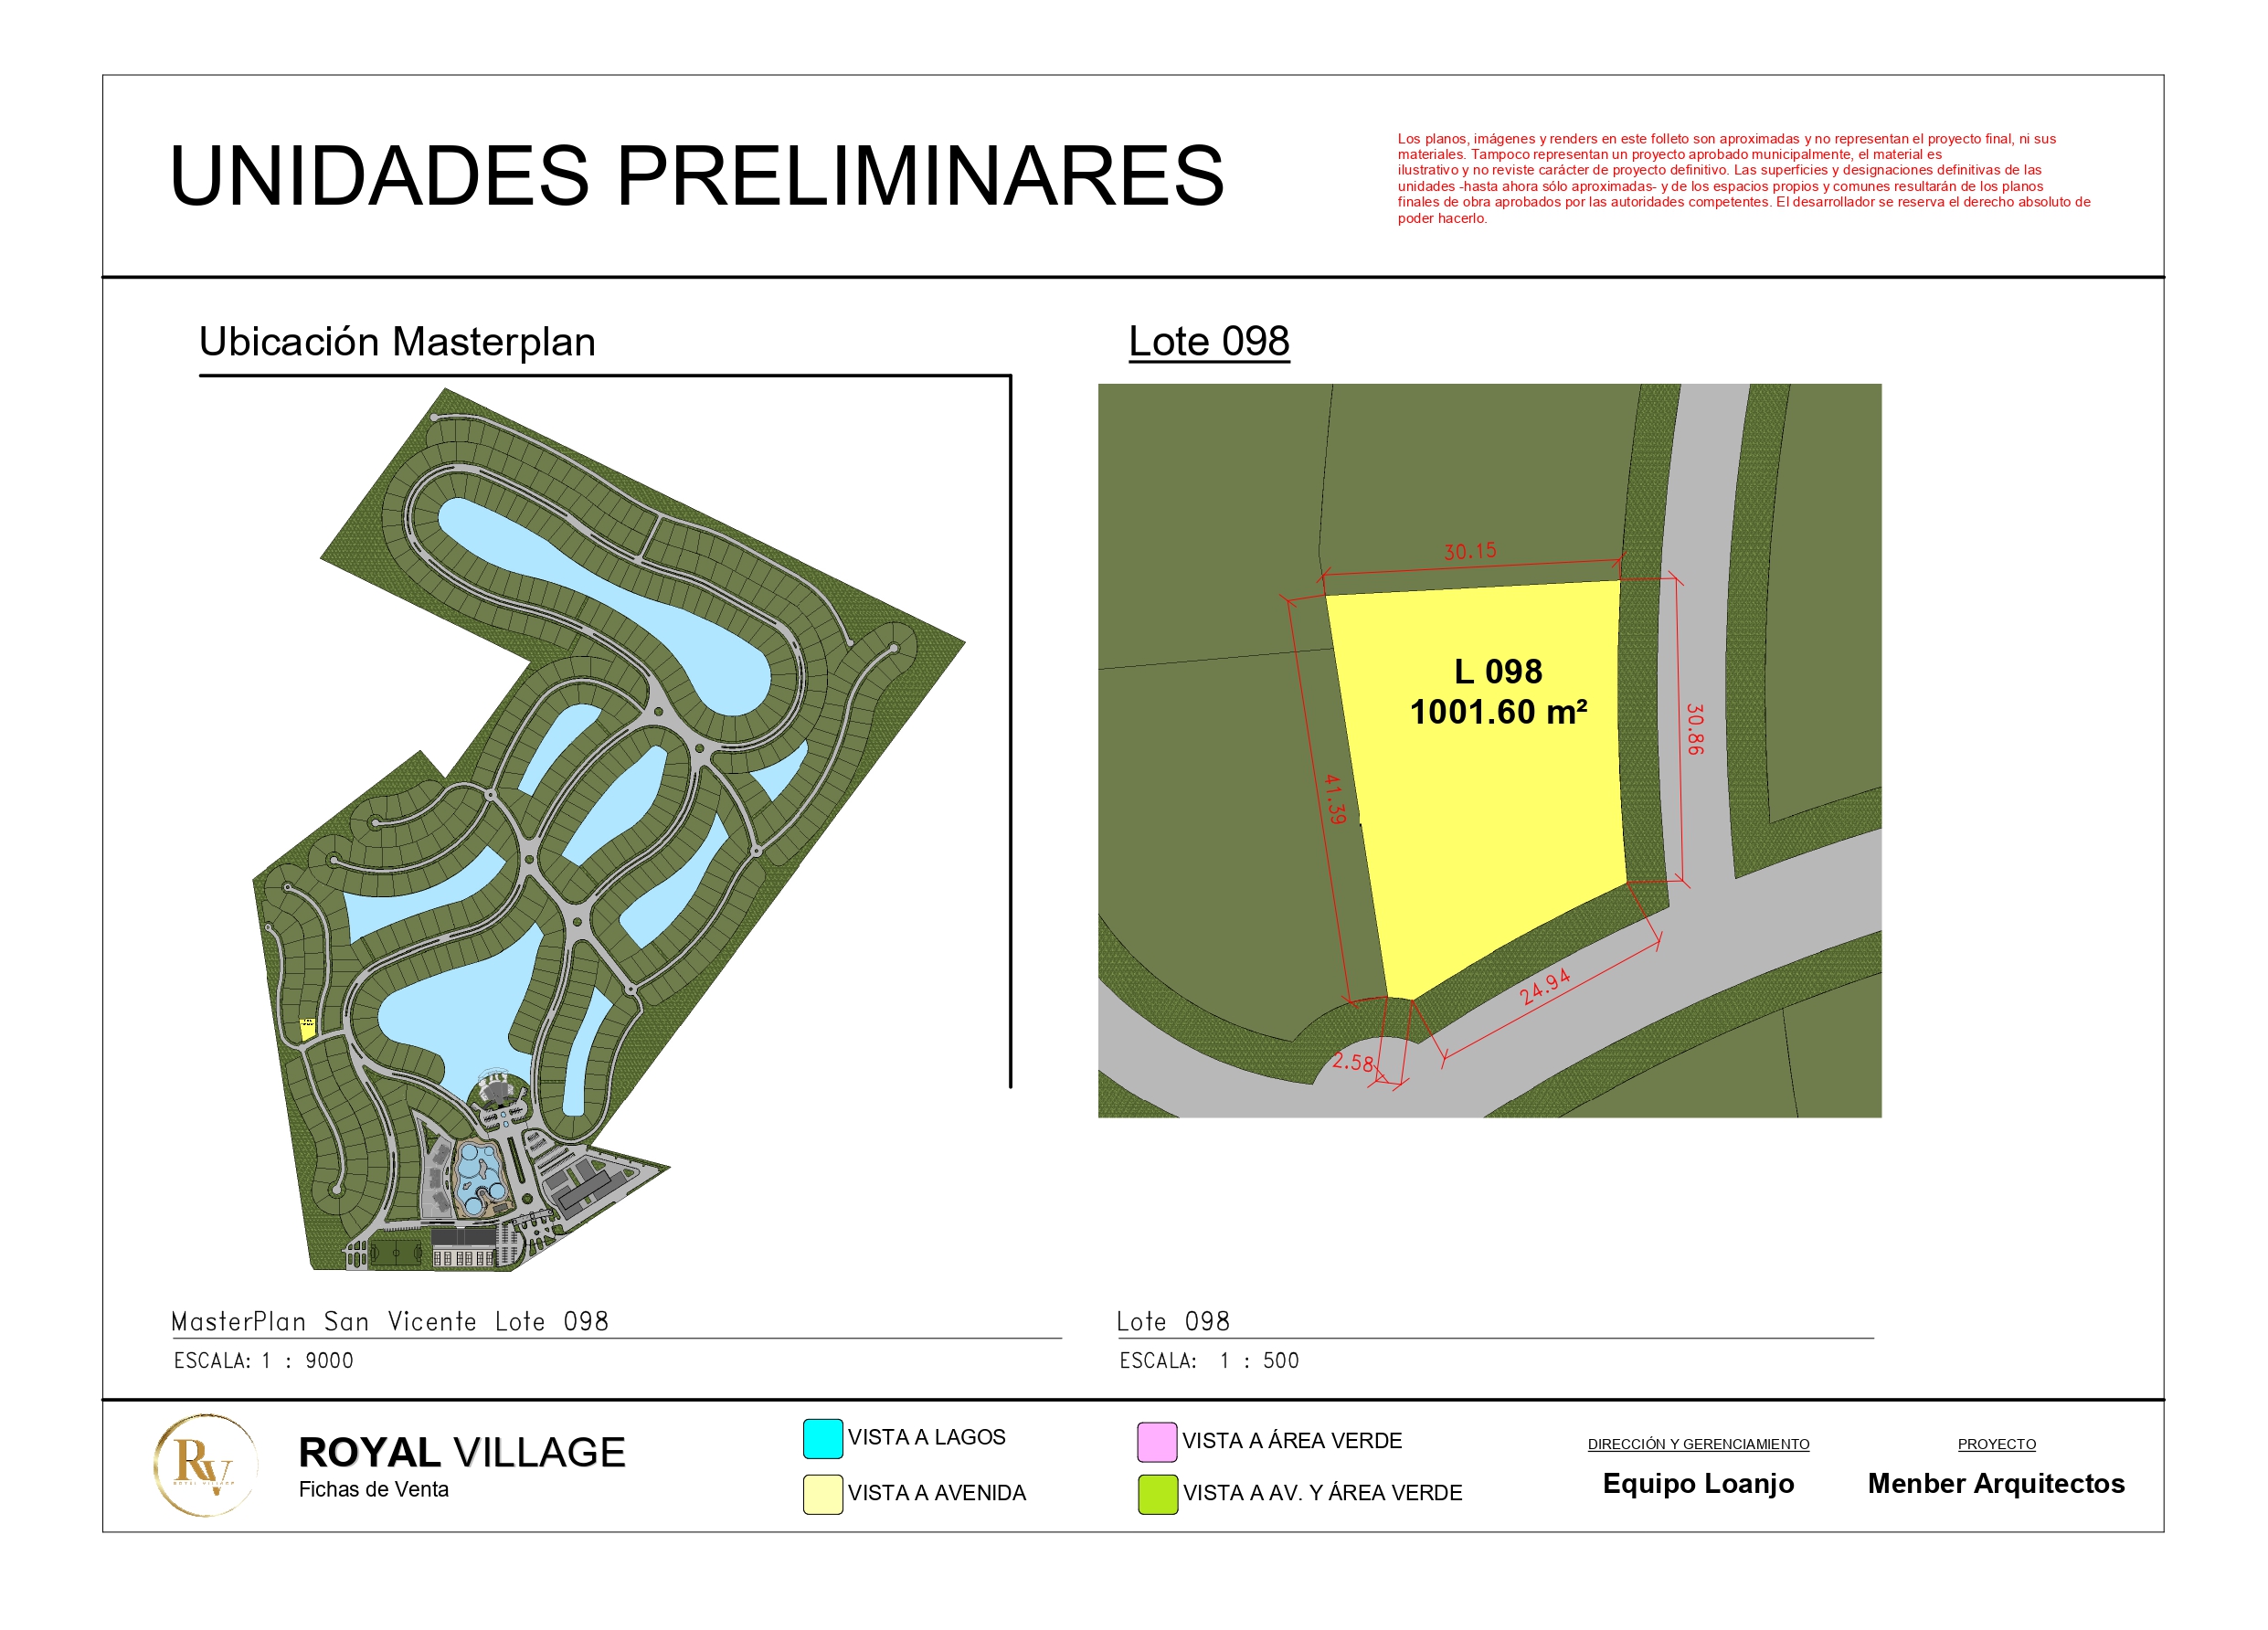 UNIDADES PRELIMINARES
Los planos, imágenes y renders en este folleto son aproximadas y no representan el proyecto final, ni sus
materiales. Tampoco representan un proyecto aprobado municipalmente, el material es
ilustrativo y no reviste carácter de proyecto definitivo. Las superficies y designaciones definitivas de las
unidades -hasta ahora sólo aproximadas- y de los espacios propios y comunes resultarán de los planos
finales de obra aprobados por las autoridades competentes. El desarrollador se reserva el derecho absoluto de
poder hacerlo.
Ubicación Masterplan
Lote 098
30.15
L 098
1001.60 m²
30.86
41.39
24.94
2.58
MasterPlan San Vicente Lote 098
ESCALA: 1 : 9000
Lote 098
ESCALA: 1 : 500
RV
ROYAL VILLAGE
ROYAL VILLAGE
Fichas de Venta
VISTA A LAGOS
VISTA A AVENIDA
VISTA A ÁREA VERDE
VISTA A AV. Y ÁREA VERDE
DIRECCIÓN Y GERENCIAMIENTO
Equipo Loanjo
PROYECTO
Menber Arquitectos